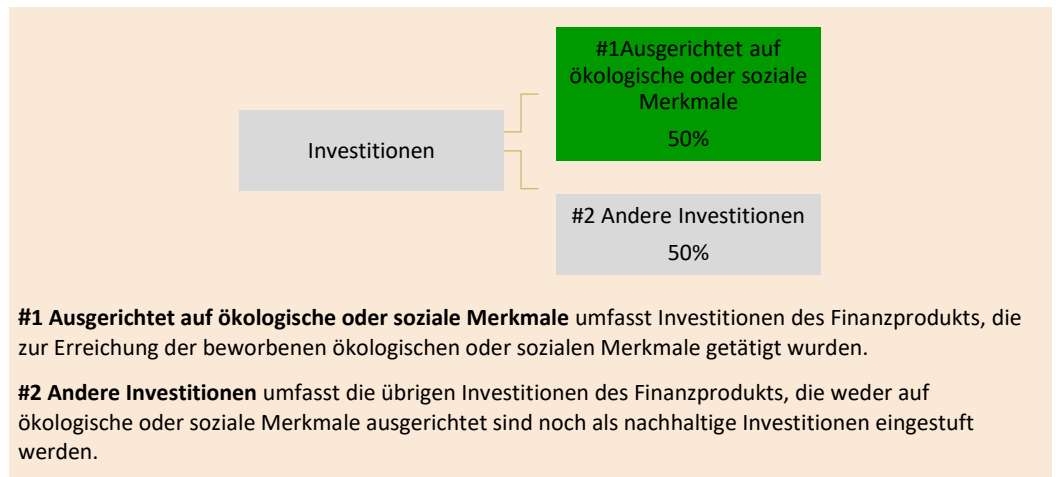 #1Ausgerichtet auf
ökologische oder soziale
Merkmale
50%
Investitionen
#2 Andere Investitionen
50%
#1 Ausgerichtet auf ökologische oder soziale Merkmale umfasst Investitionen des Finanzprodukts, die
zur Erreichung der beworbenen ökologischen oder sozialen Merkmale getätigt wurden.
#2 Andere Investitionen umfasst die übrigen Investitionen des Finanzprodukts, die weder auf
ökologische oder soziale Merkmale ausgerichtet sind noch als nachhaltige Investitionen eingestuft
werden.